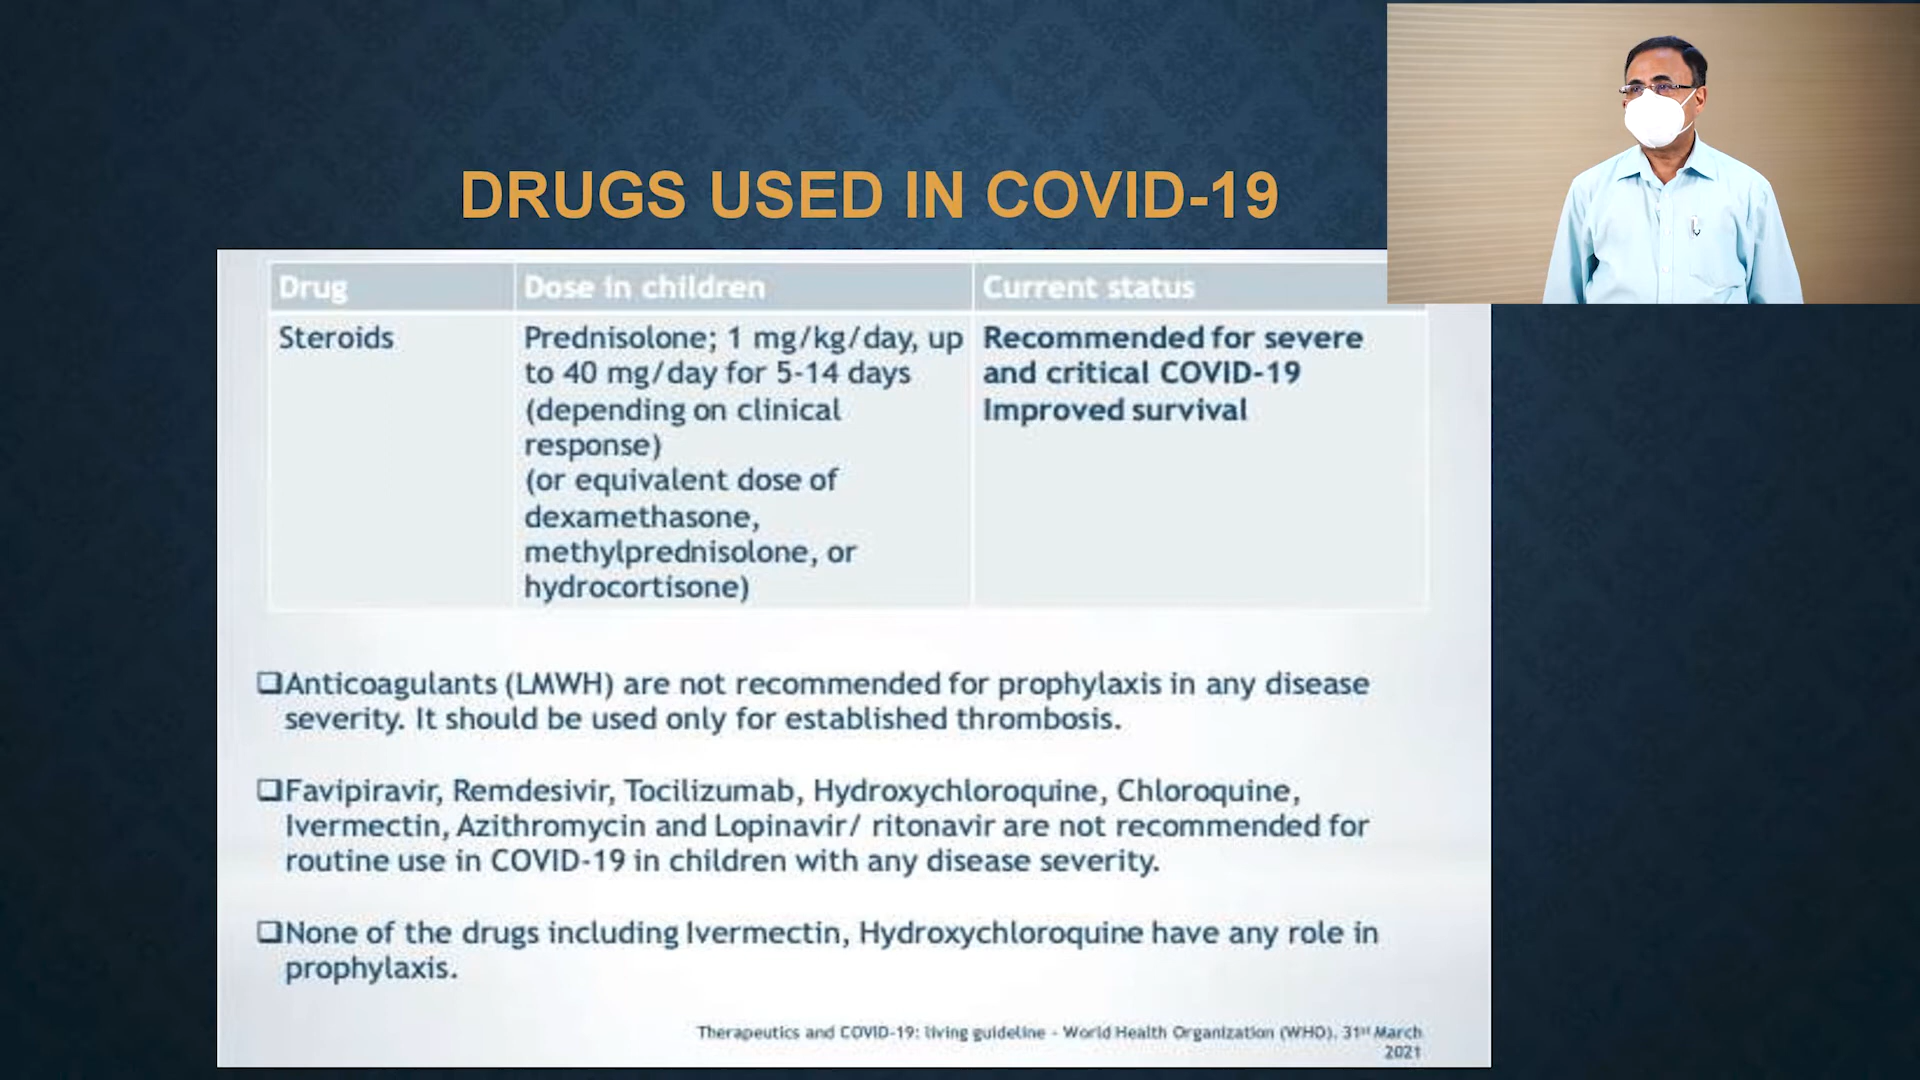 DRUGS USED IN COVID-19
Drug
Dose in children
Current status
Steroids
Prednisolone; 1 mg/kg/day, up
to 40 mg/day for 5-14 days
(depending on clinical
response)
(or equivalent dose of
dexamethasone,
methylprednisolone, or
hydrocortisone)
Recommended for severe
and critical COVID-19
Improved survival
❑Anticoagulants (LMWH) are not recommended for prophylaxis in any disease
severity. It should be used only for established thrombosis.
❑Favipiravir, Remdesivir, Tocilizumab, Hydroxychloroquine, Chloroquine,
Ivermectin, Azithromycin and Lopinavir/ ritonavir are not recommended for
routine use in COVID-19 in children with any disease severity.
❑None of the drugs including Ivermectin, Hydroxychloroquine have any role in
prophylaxis.
Therapeutics and COVID-19: living guideline - World Health Organization (WHO). 31st March
2021